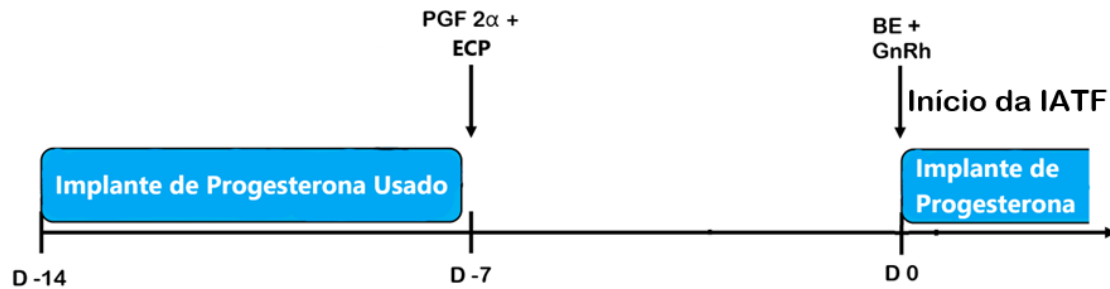 PGF 2α +
ECP
BE +
GnRh
Início da IATF
Implante de Progesterona Usado
Implante de
Progesterona
D -14
D -7
D 0